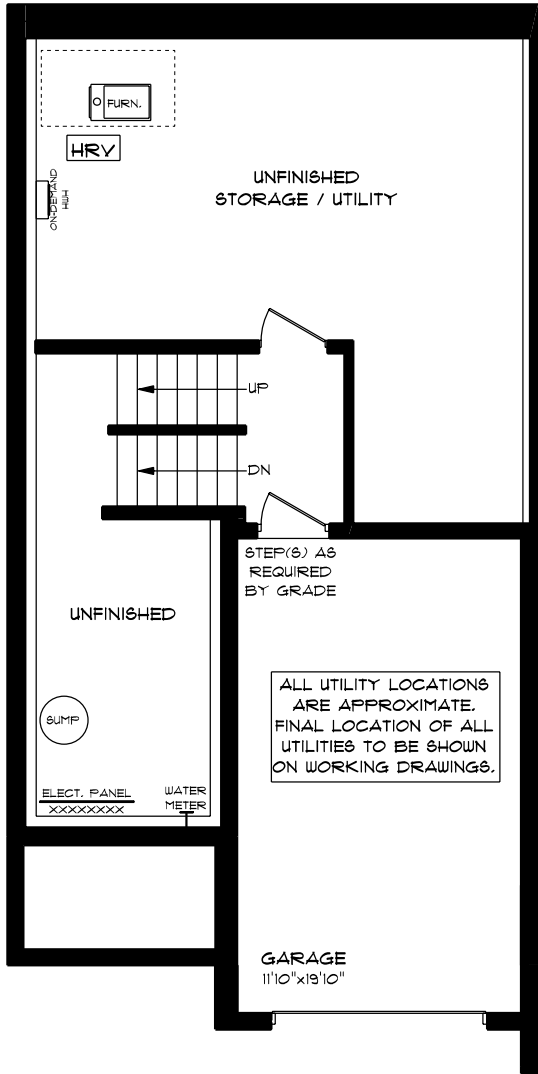 FURN.
HRV
ON-DEMAND
HWH
UNFINISHED
STORAGE / UTILITY
UP
DN
STEP(S) AS
REQUIRED
BY GRADE
UNFINISHED
ALL UTILITY LOCATIONS
ARE APPROXIMATE.
FINAL LOCATION OF ALL
UTILITIES TO BE SHOWN
ON WORKING DRAWINGS.
SUMP
ELECT. PANEL
XXXXXXXX
WATER
METER
GARAGE
11'10"x19'10"